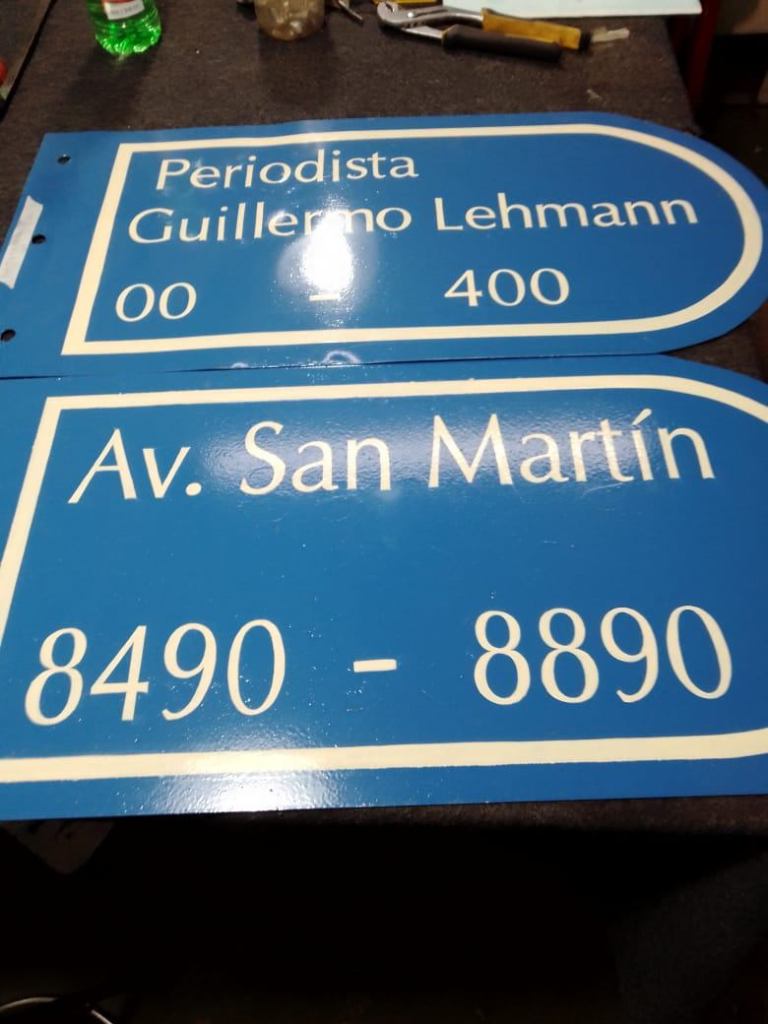 Periodista
Guillermo Lehmann
00 - 400
Av. San Martín
8490 - 8890